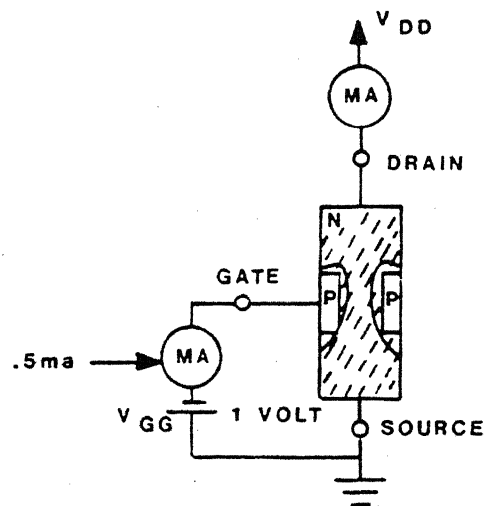 V DD
MA
DRAIN
N
GATE
P P
MA
.5ma
V GG 1 VOLT
SOURCE